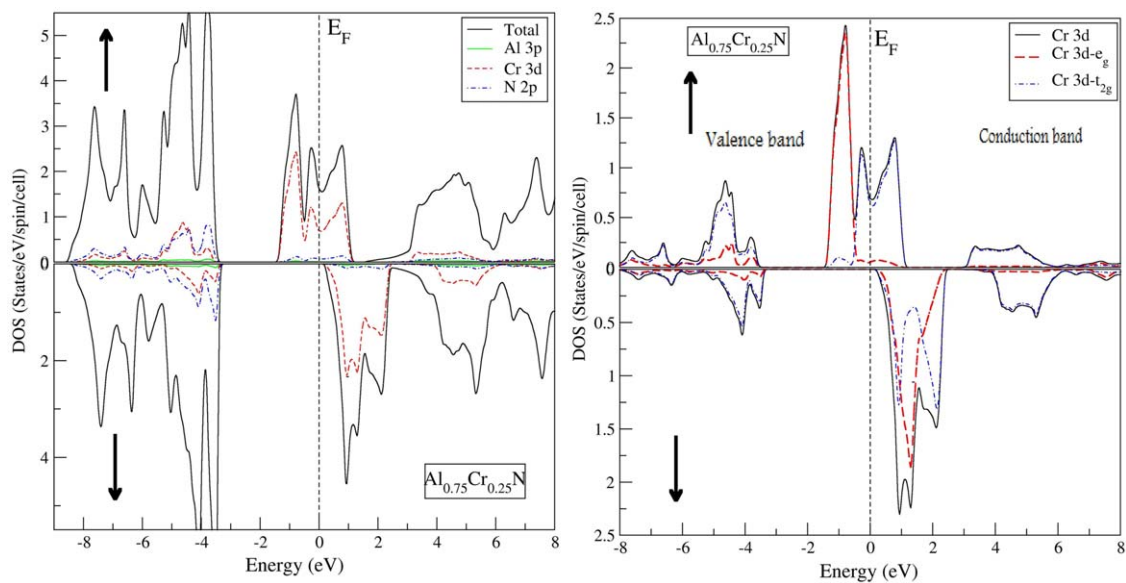 E_F
Total
Al 3p
Cr 3d
N 2p
5
4
3
2
1
0
2
4
DOS (States/eV/spin/cell)
Al0.75Cr0.25N
-8
-6
-4
-2
0
2
4
6
8
Energy (eV)
2.5
2
1.5
1
0.5
0
0.5
1
1.5
2
2.5
DOS (States/eV/spin/cell)
Al0.75Cr0.25N
E_F
Cr 3d
Cr 3d-e_g
Cr 3d-t_2g
Valence band
Conduction band
-8
-6
-4
-2
0
2
4
6
8
Energy (eV)